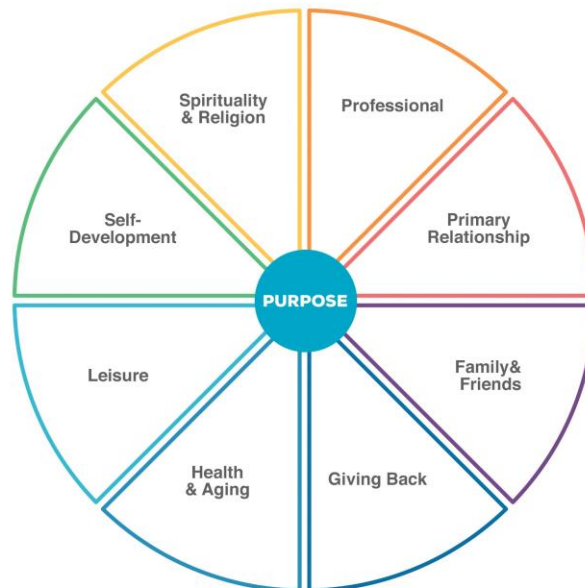 Spirituality
& Religion
Professional
Self-
Development
Primary
Relationship
PURPOSE
Leisure
Family&
Friends
Health
& Aging
Giving Back